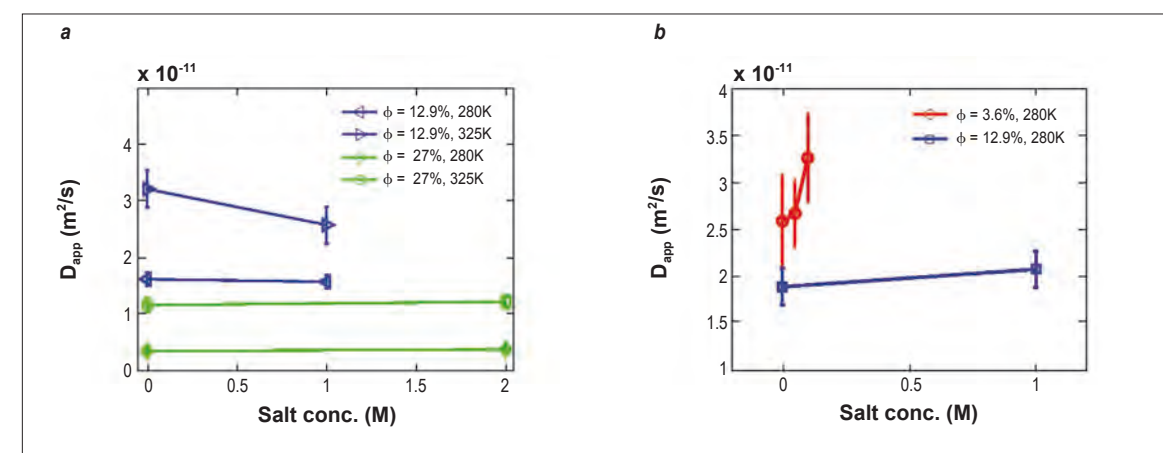 a
x 10⁻¹¹
ϕ = 12.9%, 280K
ϕ = 12.9%, 325K
ϕ = 27%, 280K
ϕ = 27%, 325K
4
3
2
1
0
0 0.5 1 1.5 2
D_app (m²/s)
Salt conc. (M)
b
x 10⁻¹¹
ϕ = 3.6%, 280K
ϕ = 12.9%, 280K
4
3.5
3
2.5
2
1.5
1
0 0.5 1
D_app (m²/s)
Salt conc. (M)